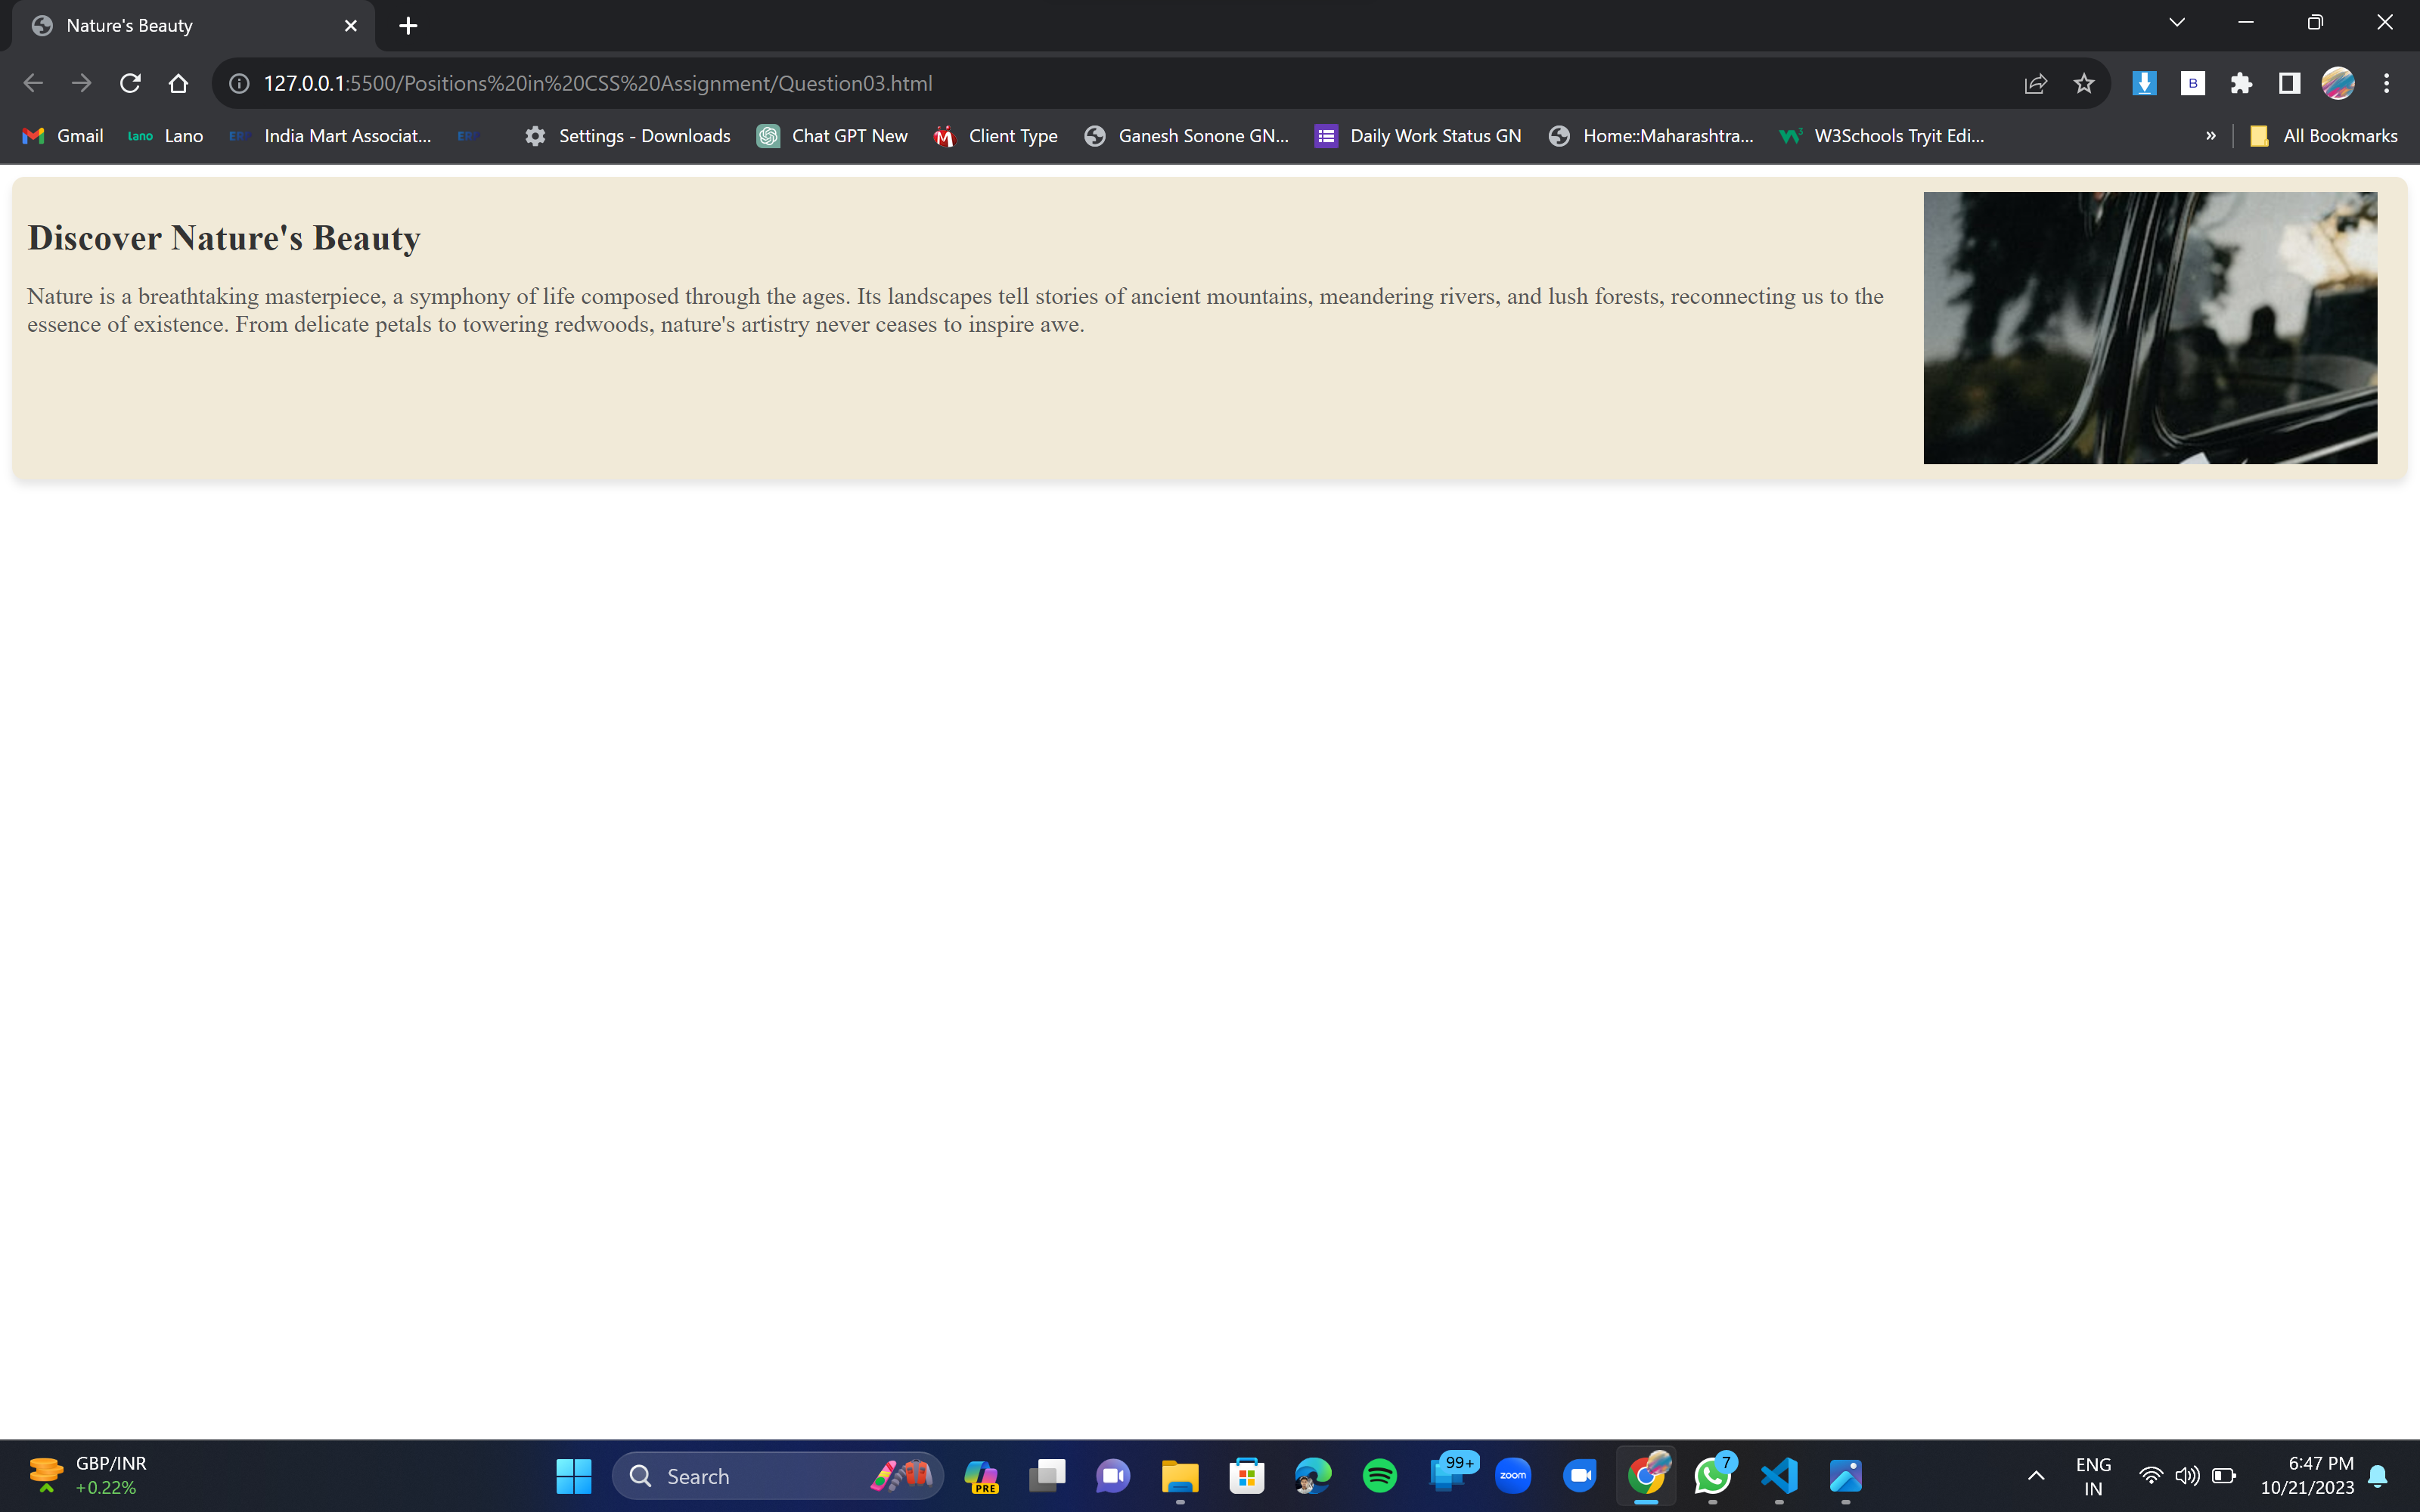 Nature's Beauty
127.0.0.1:5500/Positions%20in%20CSS%20Assignment/Question03.html
B
Gmail
lano Lano
ERP India Mart Associat...
ERP
Settings - Downloads
Chat GPT New
Client Type
Ganesh Sonone GN...
Daily Work Status GN
Home::Maharashtra...
W3Schools Tryit Edi...
»
All Bookmarks
Discover Nature's Beauty
Nature is a breathtaking masterpiece, a symphony of life composed through the ages. Its landscapes tell stories of ancient mountains, meandering rivers, and lush forests, reconnecting us to the
essence of existence. From delicate petals to towering redwoods, nature's artistry never ceases to inspire awe.
GBP/INR
+0.22%
Search
PRE
99+
zoom
7
ENG
IN
6:47 PM
10/21/2023